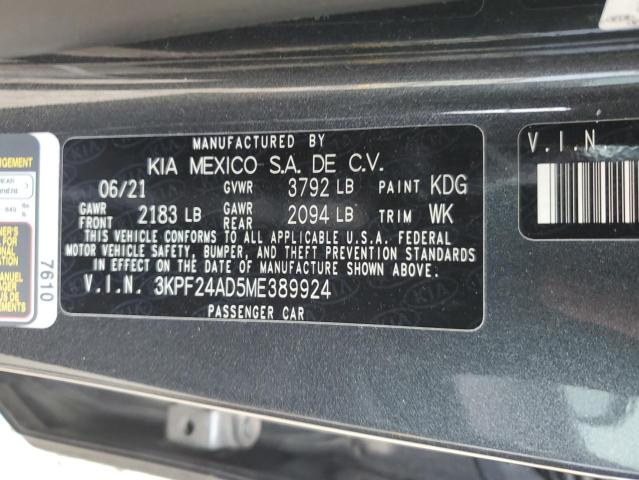 MANUFACTURED BY
KIA MEXICO S.A. DE C.V.
06/21 GVWR 3792 LB PAINT KDG
GAWR FRONT 2183 LB GAWR REAR 2094 LB TRIM WK
THIS VEHICLE CONFORMS TO ALL APPLICABLE U.S.A. FEDERAL
MOTOR VEHICLE SAFETY, BUMPER, AND THEFT PREVENTION STANDARDS
IN EFFECT ON THE DATE OF MANUFACTURE SHOWN ABOVE.
V.I.N. 3KPF24AD5ME389924
PASSENGER CAR
7610
V.I.N.